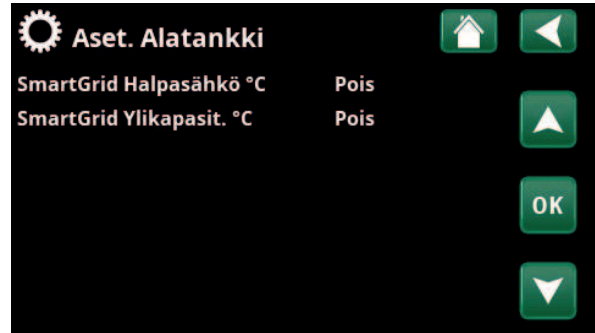 Aset. Alatankki
SmartGrid Halpasähkö °C Pois
SmartGrid Ylikapasit. °C Pois
OK